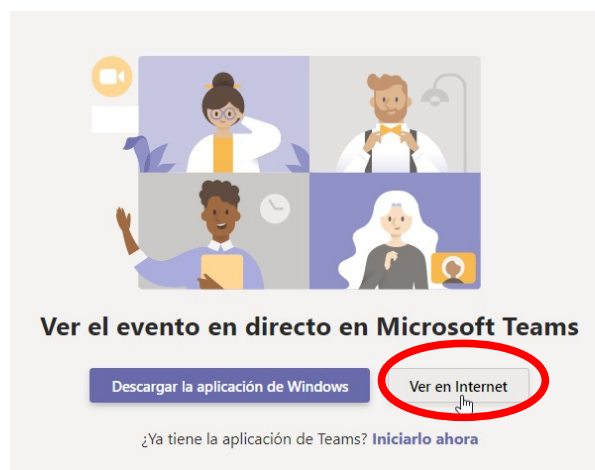 Ver el evento en directo en Microsoft Teams
Descargar la aplicación de Windows
Ver en Internet
¿Ya tiene la aplicación de Teams? Iniciarlo ahora